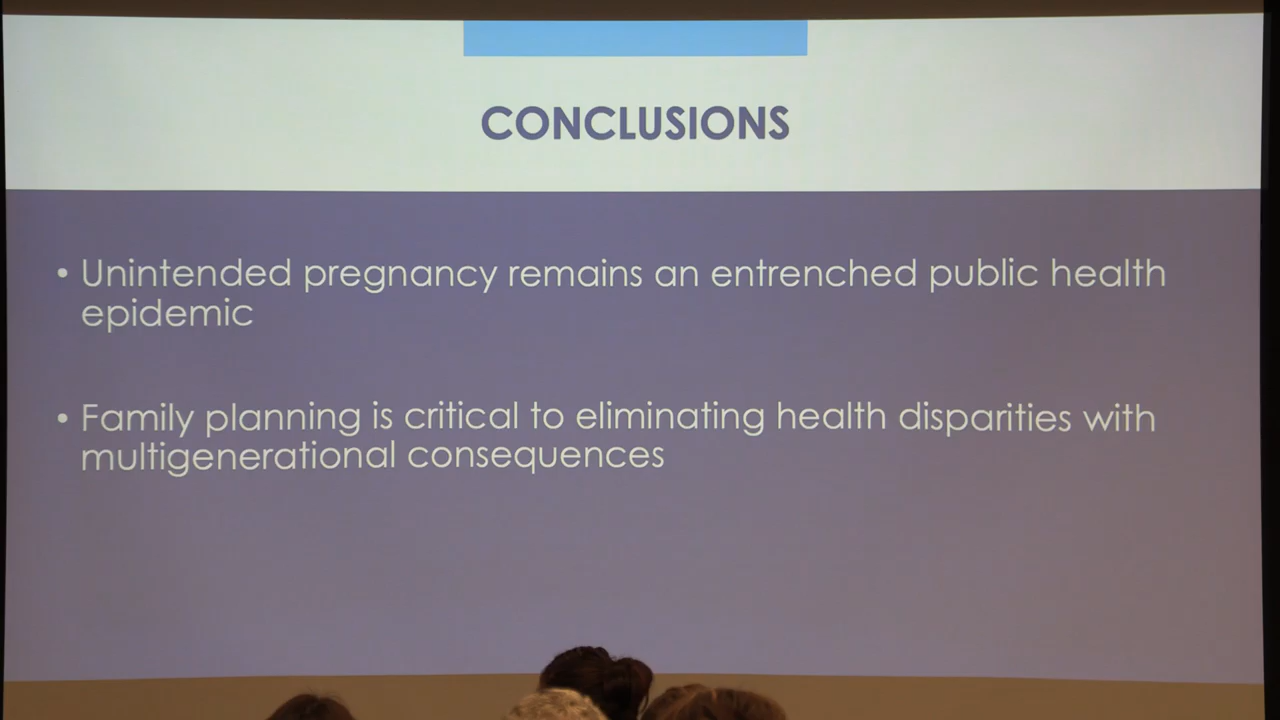 CONCLUSIONS
• Unintended pregnancy remains an entrenched public health
epidemic
• Family planning is critical to eliminating health disparities with
multigenerational consequences